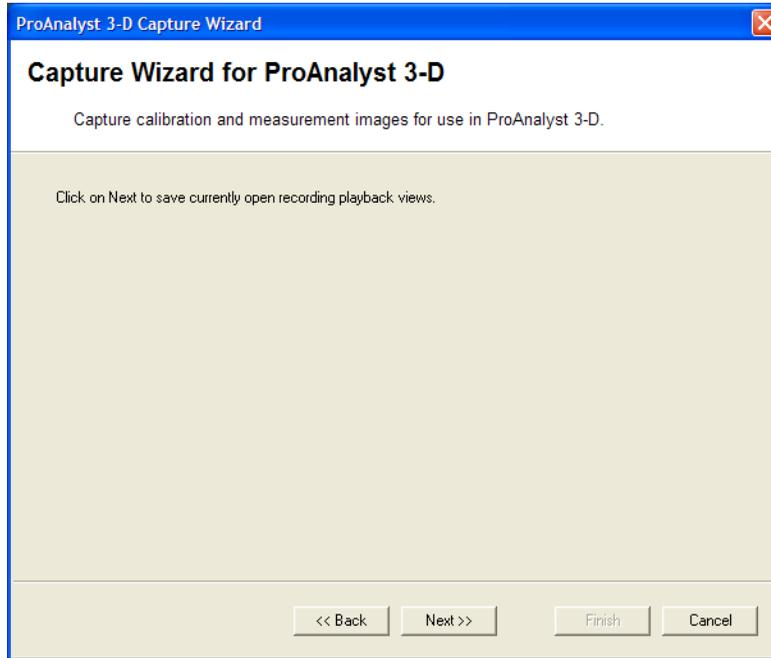 ProAnalyst 3-D Capture Wizard
Capture Wizard for ProAnalyst 3-D
Capture calibration and measurement images for use in ProAnalyst 3-D.
Click on Next to save currently open recording playback views.
<< Back Next >> Finish Cancel